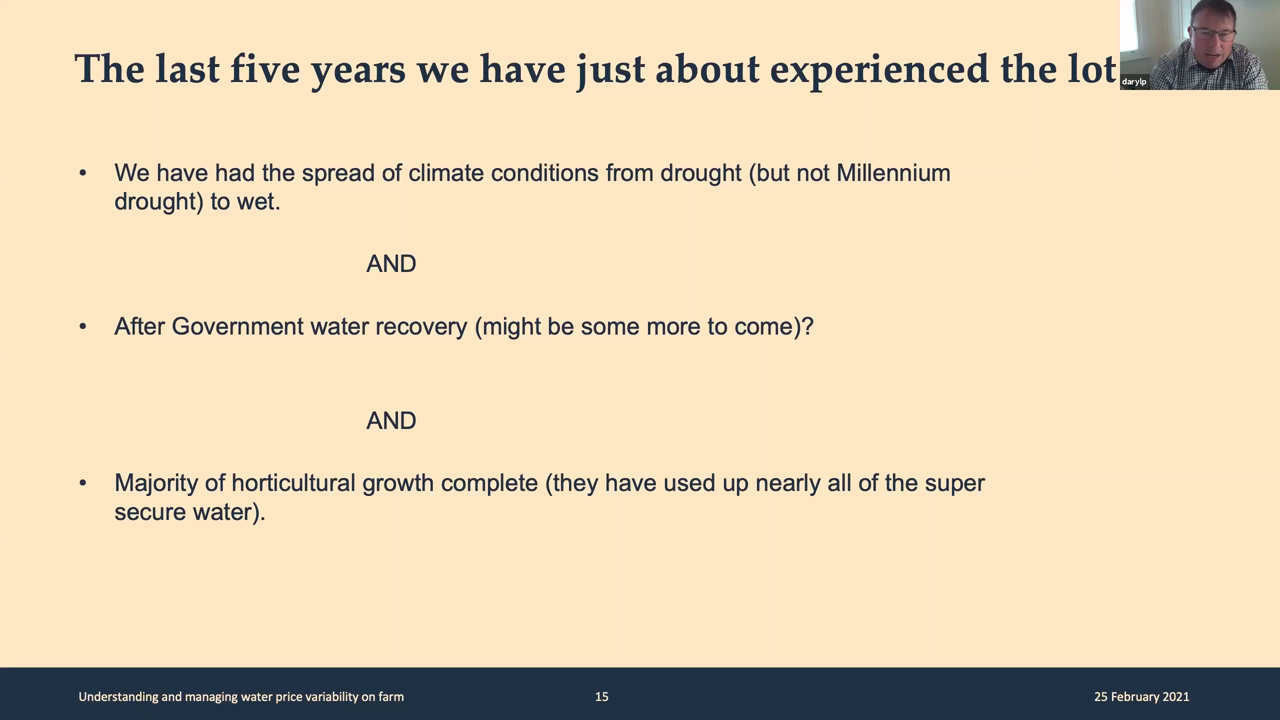 The last five years we have just about experienced the lot
darylp
• We have had the spread of climate conditions from drought (but not Millennium
drought) to wet.
AND
• After Government water recovery (might be some more to come)?
AND
• Majority of horticultural growth complete (they have used up nearly all of the super
secure water).
Understanding and managing water price variability on farm
15
25 February 2021